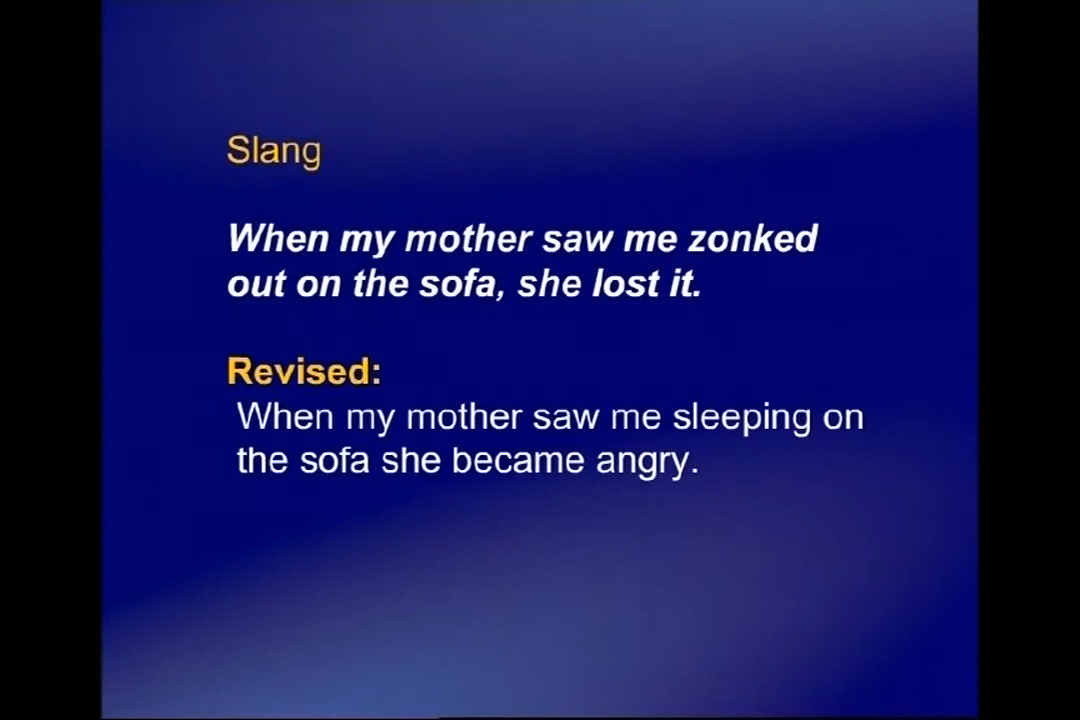 Slang
When my mother saw me zonked
out on the sofa, she lost it.
Revised:
When my mother saw me sleeping on
the sofa she became angry.